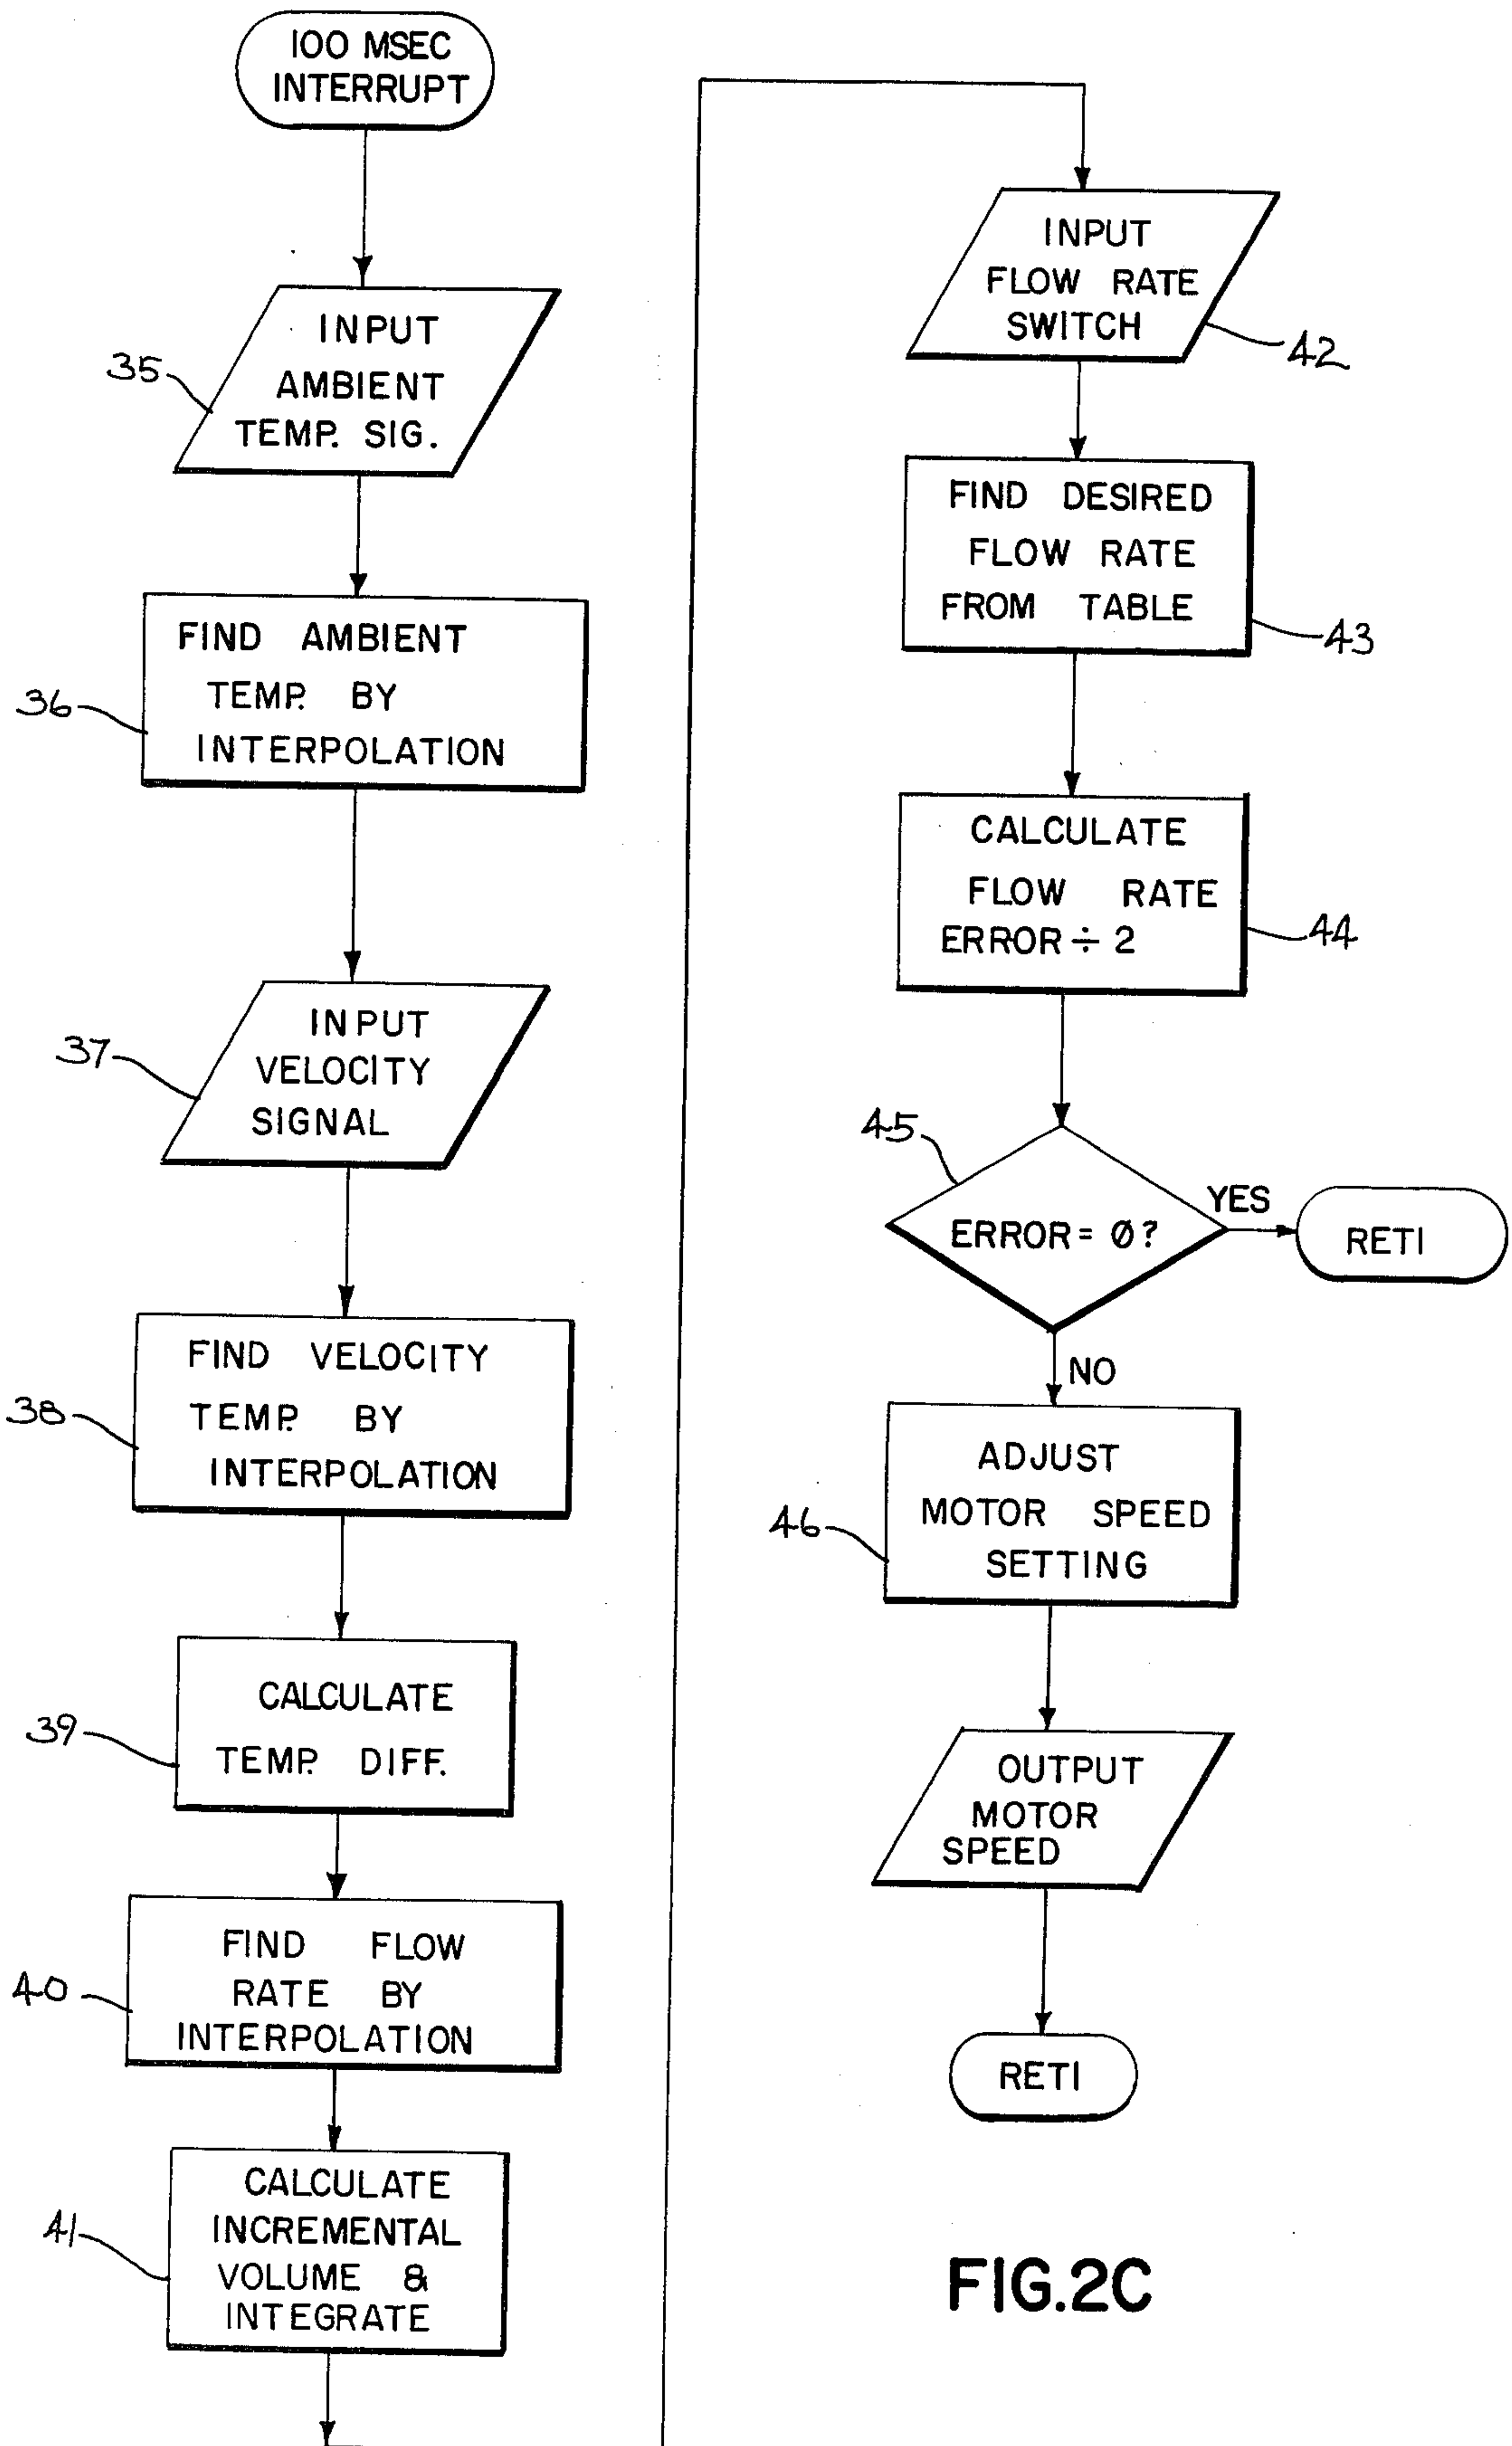 100 MSEC
INTERRUPT
35
INPUT
AMBIENT
TEMP. SIG.
36
FIND AMBIENT
TEMP. BY
INTERPOLATION
37
INPUT
VELOCITY
SIGNAL
38
FIND VELOCITY
TEMP. BY
INTERPOLATION
39
CALCULATE
TEMP. DIFF.
40
FIND FLOW
RATE BY
INTERPOLATION
41
CALCULATE
INCREMENTAL
VOLUME &
INTEGRATE
INPUT
FLOW RATE
SWITCH
42
FIND DESIRED
FLOW RATE
FROM TABLE
43
CALCULATE
FLOW RATE
ERROR ÷ 2
44
45
ERROR = Ø?
YES
RETI
NO
46
ADJUST
MOTOR SPEED
SETTING
OUTPUT
MOTOR
SPEED
RETI
FIG.2C